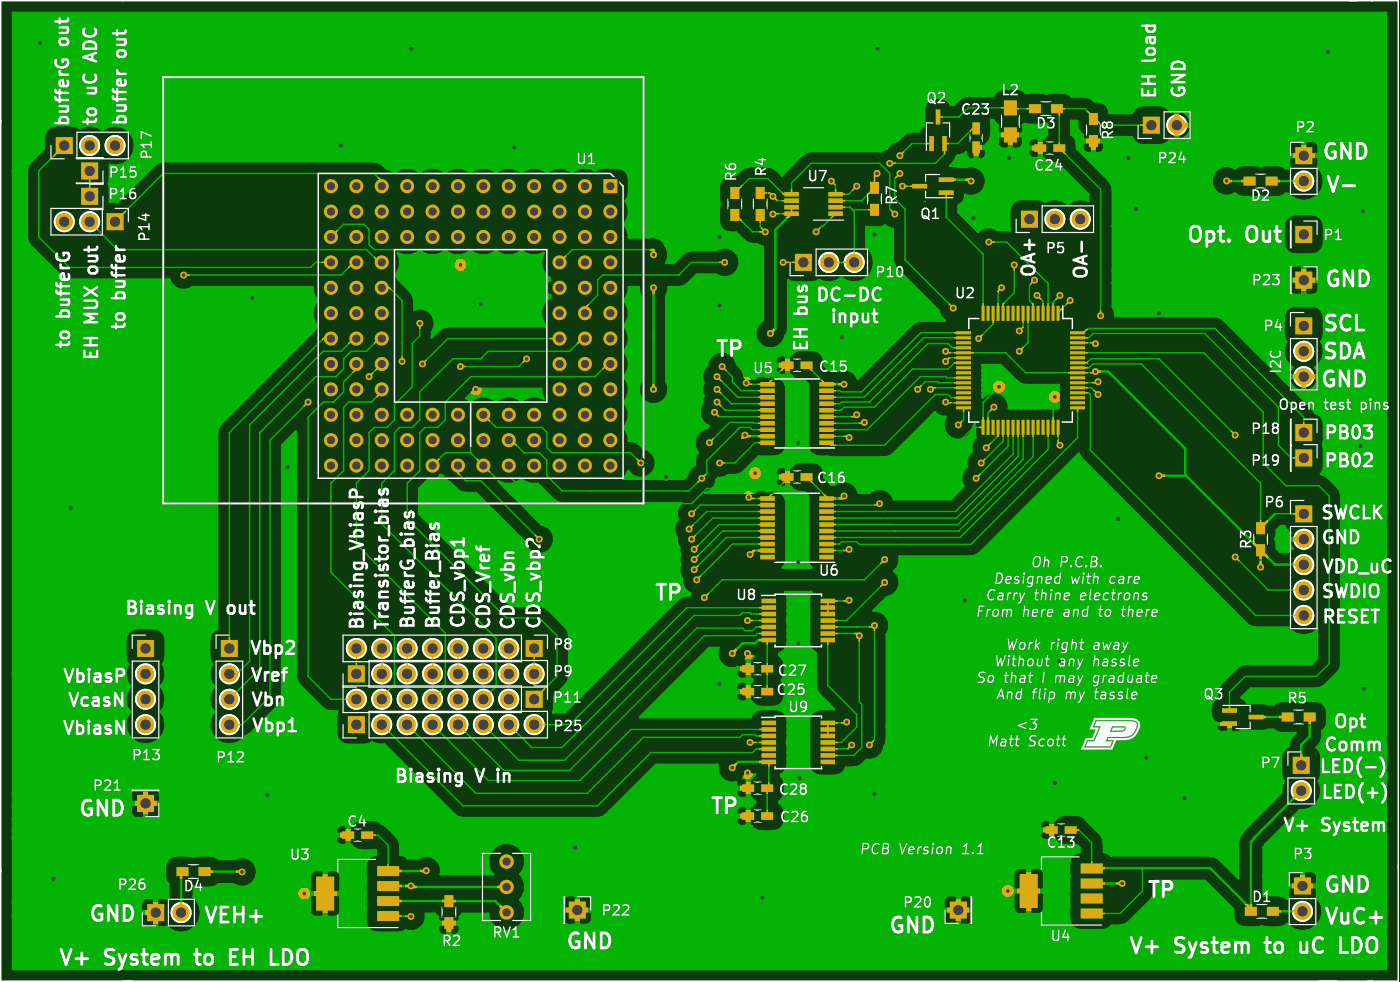 bufferG out
to uC ADC
buffer out
P17
P15
P16
P14
to bufferG
EH MUX out
to buffer
U1
R6
R4
U7
R7
Q2
C23
L2
D3
R8
C24
Q1
EH load
GND
P24
P2
GND
V-
D2
Opt. Out
P1
P23
GND
OA+
P5
OA-
P10
EH bus
DC-DC
input
U2
P4
SCL
SDA
GND
I2C
Open test pins
P18
PB03
P19
PB02
TP
U5
C15
C16
U6
TP
P6
SWCLK
GND
VDD_uC
SWDIO
RESET
R3
Biasing_VbiasP
Transistor_bias
BufferG_bias
Buffer_Bias
CDS_vbp1
CDS_Vref
CDS_vbn
CDS_vbp2
P8
P9
P11
P25
Biasing V in
Biasing V out
VbiasP
VcasN
VbiasN
P13
Vbp2
Vref
Vbn
Vbp1
P12
U8
C27
C25
U9
C28
TP
C26
Oh P.C.B.
Designed with care
Carry thine electrons
From here and to there
Work right away
Without any hassle
So that I may graduate
And flip my tassle
<3
Matt Scott
P
Q3
R5
Opt
Comm
P7
LED(-)
LED(+)
V+ System
P21
GND
C4
U3
P26
D4
GND
VEH+
V+ System to EH LDO
R2
RV1
P22
GND
PCB Version 1.1
C13
P20
GND
U4
TP
P3
GND
D1
VuC+
V+ System to uC LDO